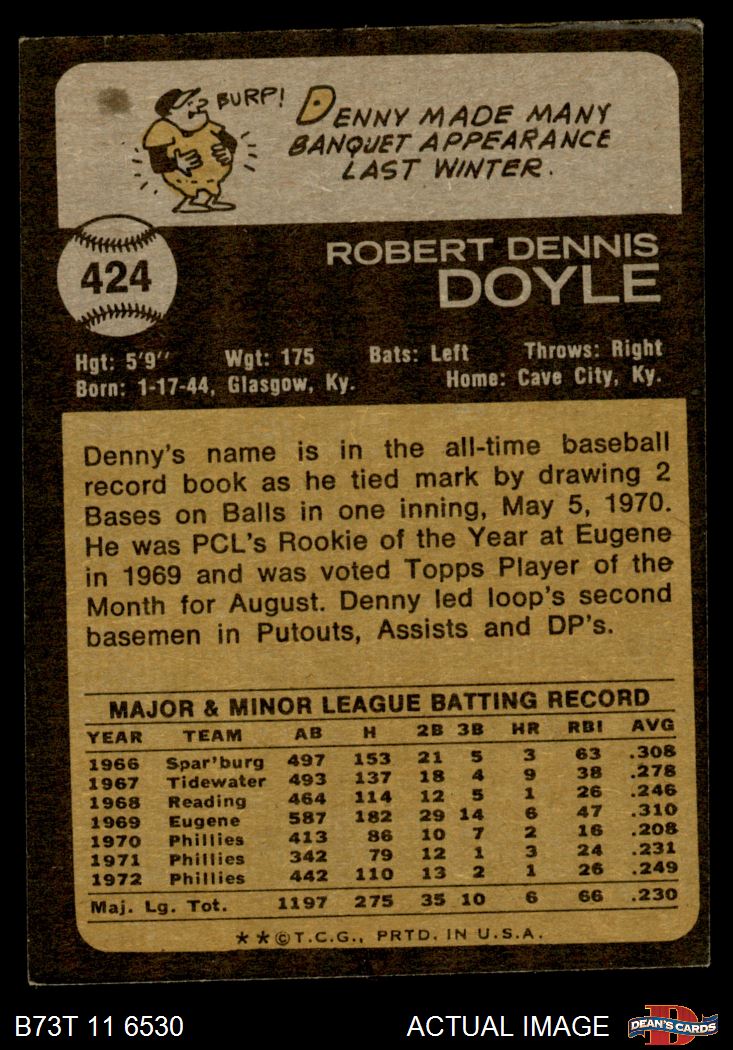 BURP!
DENNY MADE MANY
BANQUET APPEARANCE
LAST WINTER.
424
ROBERT DENNIS
DOYLE
Hgt: 5'9" Wgt: 175 Bats: Left Throws: Right
Born: 1-17-44, Glasgow, Ky. Home: Cave City, Ky.
Denny's name is in the all-time baseball
record book as he tied mark by drawing 2
Bases on Balls in one inning, May 5, 1970.
He was PCL's Rookie of the Year at Eugene
in 1969 and was voted Topps Player of the
Month for August. Denny led loop's second
basemen in Putouts, Assists and DP's.
MAJOR & MINOR LEAGUE BATTING RECORD
YEAR TEAM AB H 2B 3B HR RBI AVG
1966 Spar'burg 497 153 21 5 3 63 .308
1967 Tidewater 493 137 18 4 9 38 .278
1968 Reading 464 114 12 5 1 26 .246
1969 Eugene 587 182 29 14 6 47 .310
1970 Phillies 413 86 10 7 2 16 .208
1971 Phillies 342 79 12 1 3 24 .231
1972 Phillies 442 110 13 2 1 26 .249
Maj. Lg. Tot. 1197 275 35 10 6 66 .230
**©T.C.G., PRTD. IN U.S.A.
B73T 11 6530 ACTUAL IMAGE
D
DEAN'S CARDS